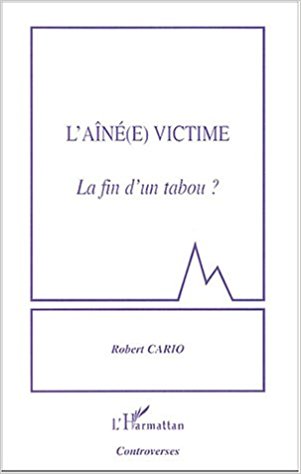 L'AÎNÉ(E) VICTIME
La fin d'un tabou ?
Robert CARIO
L'Harmattan
Controverses